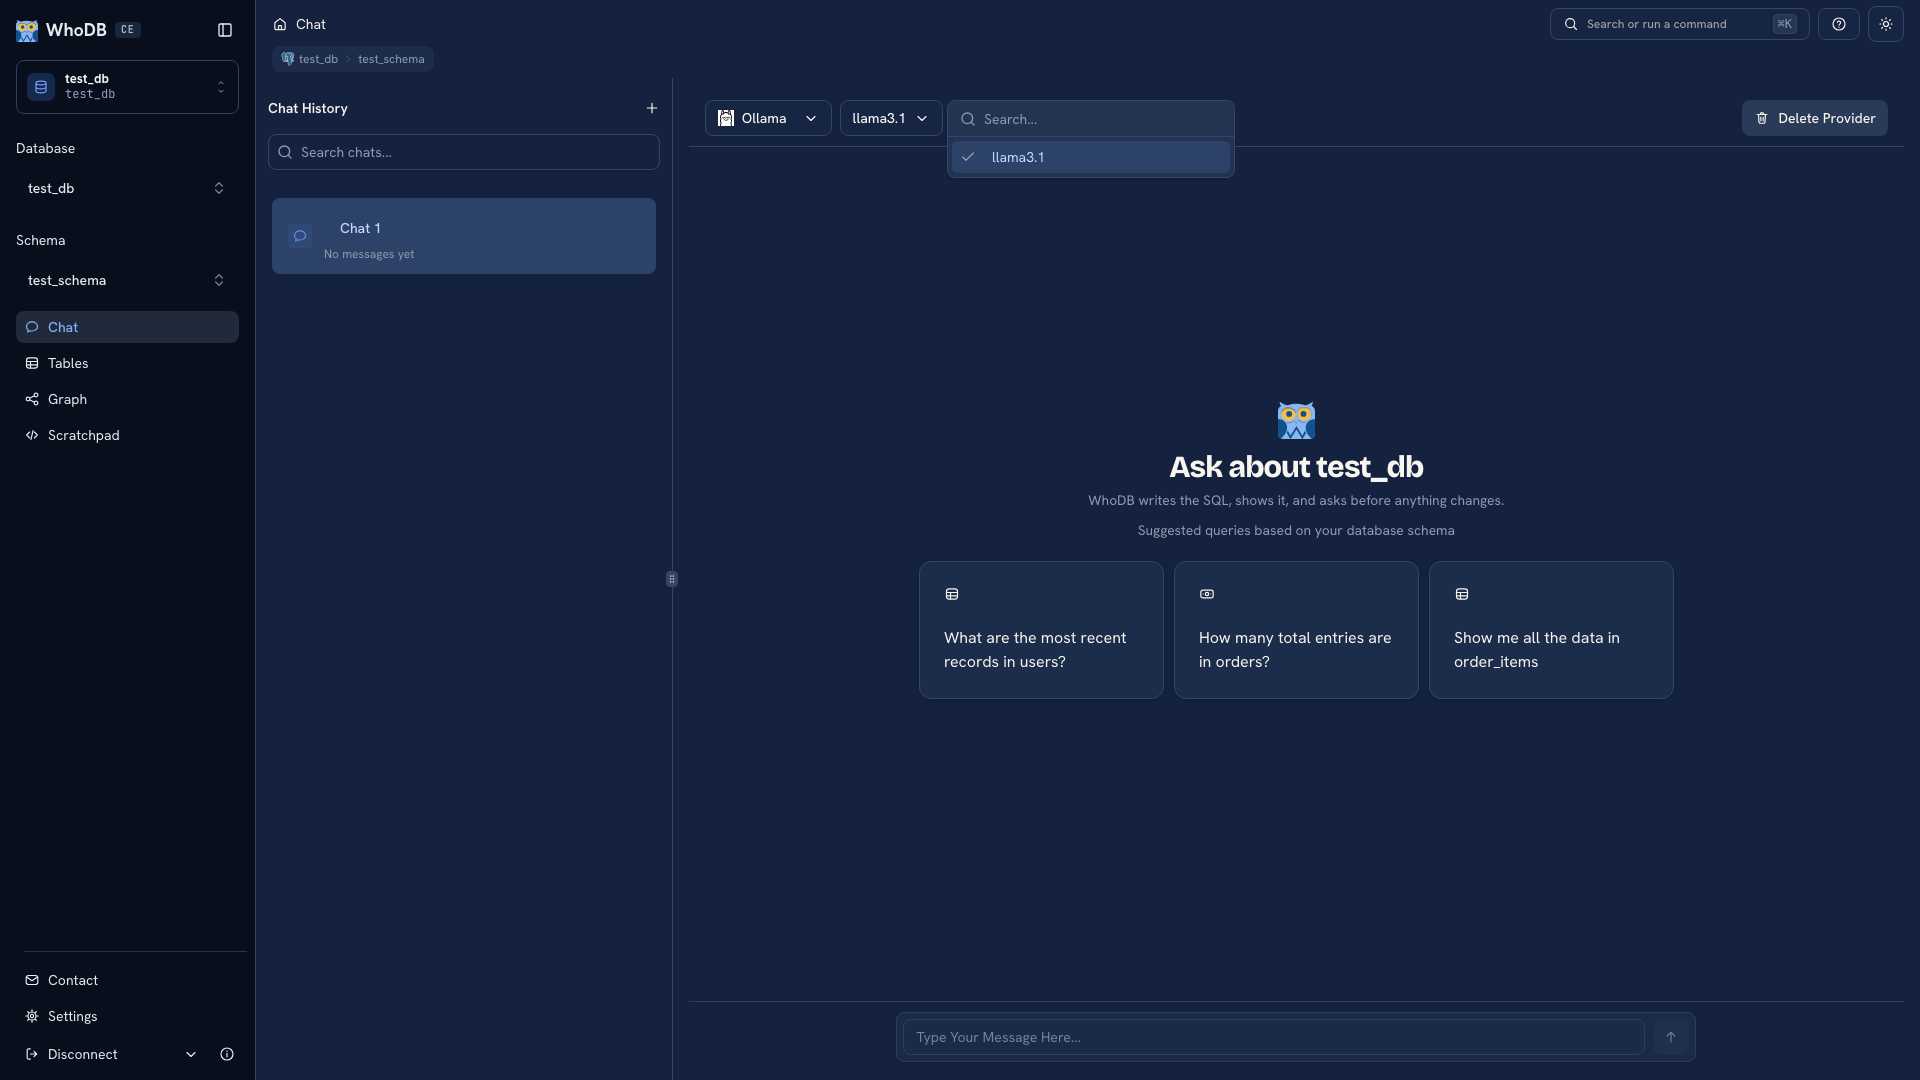 WhoDB CE
test_db
test_db
Database
test_db
Schema
test_schema
Chat
Tables
Graph
Scratchpad
Contact
Settings
Disconnect
Chat
test_db > test_schema
Search or run a command ⌘K
Chat History
Search chats...
Chat 1
No messages yet
Ollama
llama3.1
Search...
llama3.1
Delete Provider
Ask about test_db
WhoDB writes the SQL, shows it, and asks before anything changes.
Suggested queries based on your database schema
What are the most recent
records in users?
How many total entries are
in orders?
Show me all the data in
order_items
Type Your Message Here...